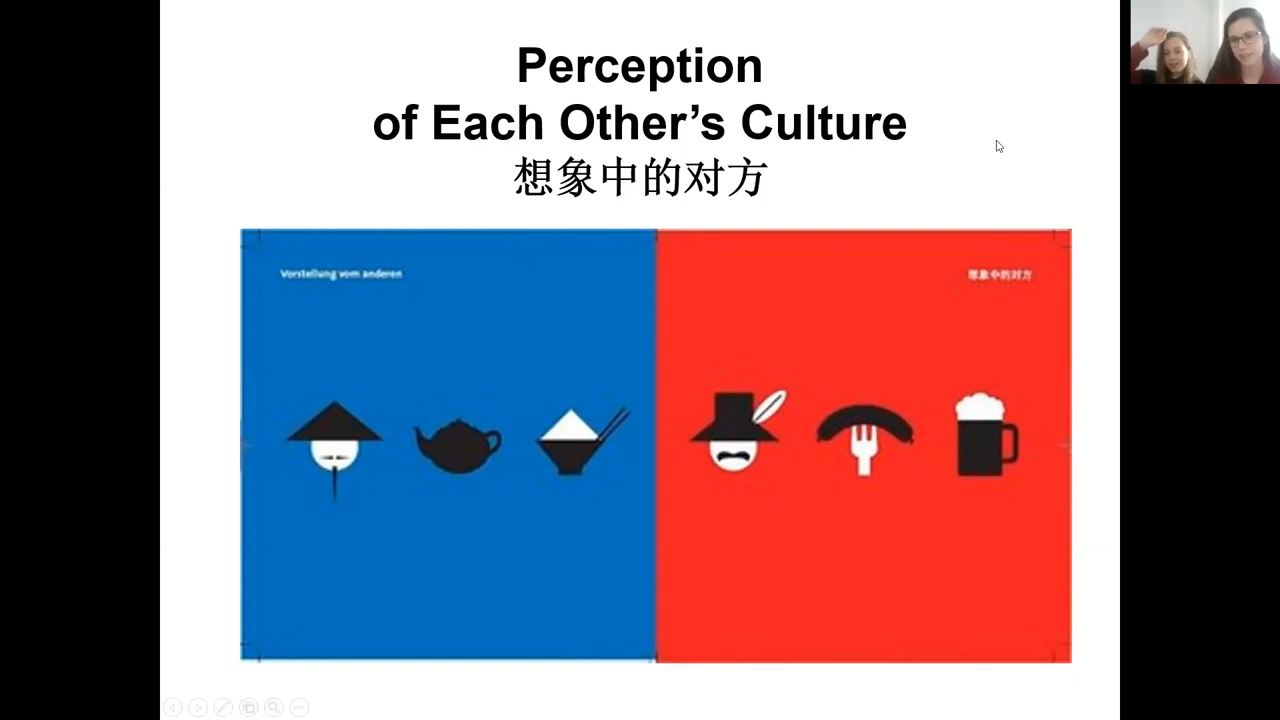 Perception
of Each Other’s Culture
想象中的对方
Vorstellung vom anderen
想象中的对方